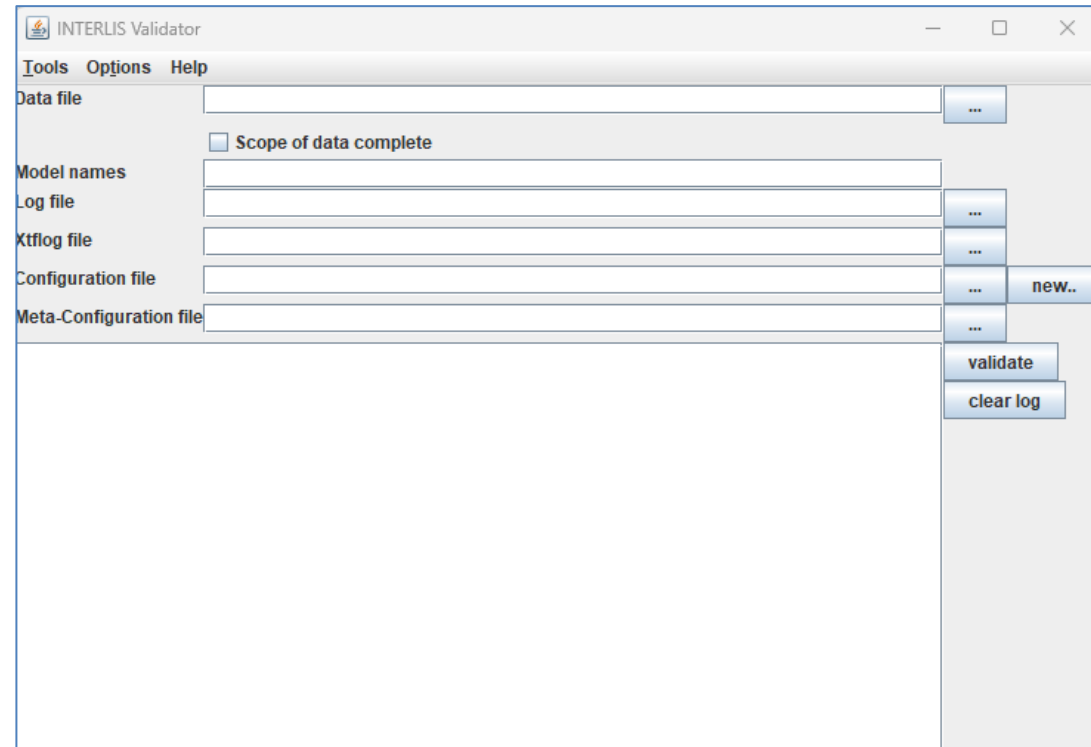 INTERLIS Validator
Tools Options Help
Data file ...
Scope of data complete
Model names
Log file ...
Xtflog file ...
Configuration file ... new..
Meta-Configuration file ...
validate
clear log